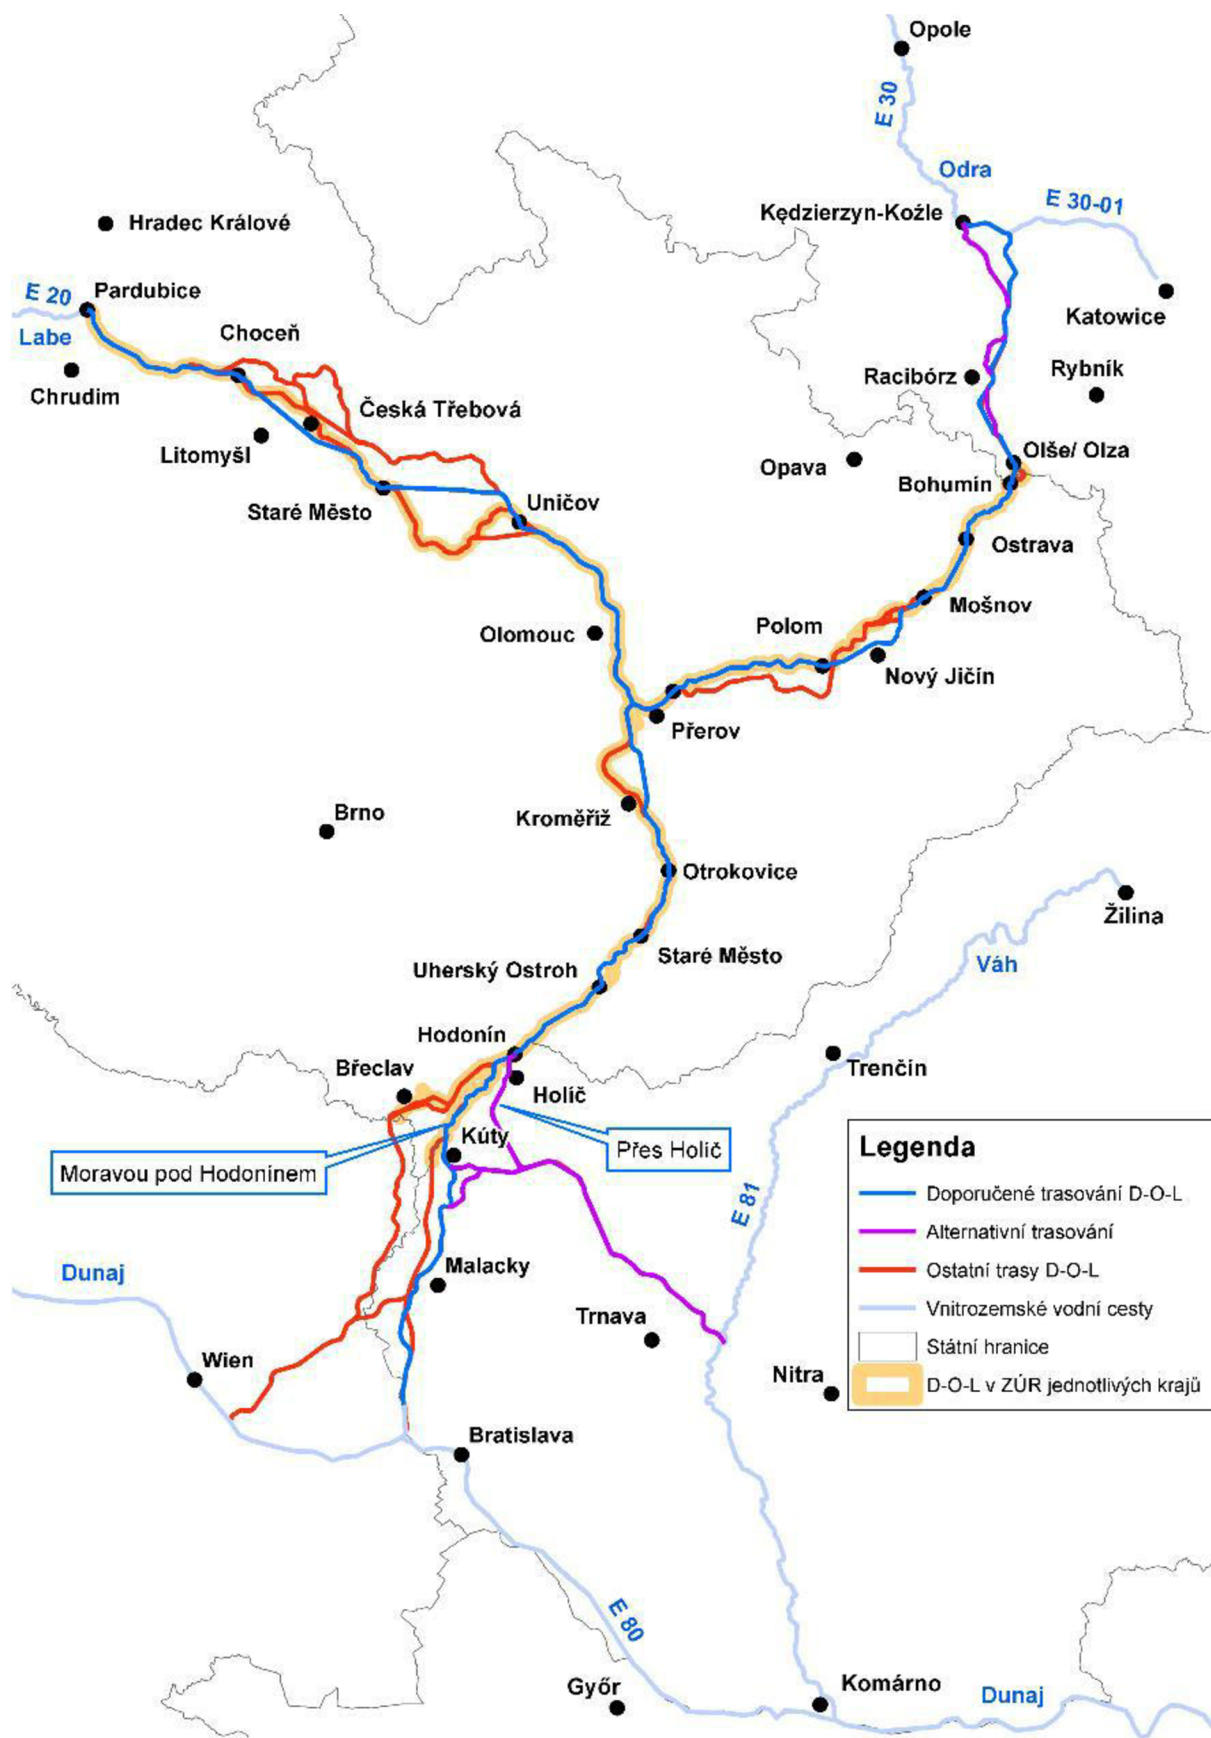 Opole
E 30
Odra
Kędzierzyn-Koźle
E 30-01
Hradec Králové
E 20
Pardubice
Katowice
Labe
Choceň
Chrudim
Racibórz
Rybník
Česká Třebová
Litomyšl
Olše/ Olza
Opava
Bohumín
Staré Město
Uničov
Ostrava
Mošnov
Olomouc
Polom
Nový Jičín
Přerov
Brno
Kroměříž
Otrokovice
Žilina
Staré Město
Váh
Uherský Ostroh
Hodonín
Břeclav
Trenčín
Holíč
Kúty
Přes Holíč
Moravou pod Hodonínem
E 81
Legenda
Doporučené trasování D-O-L
Alternativní trasování
Ostatní trasy D-O-L
Vnitrozemské vodní cesty
Státní hranice
D-O-L v ZÚR jednotlivých krajů
Dunaj
Malacky
Trnava
Wien
Nitra
Bratislava
E 80
Győr
Komárno
Dunaj